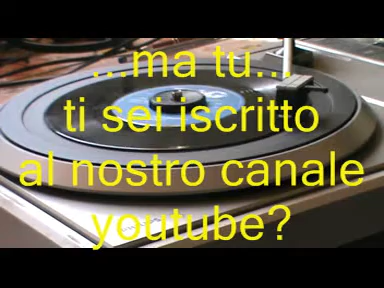 ...ma tu...
ti sei iscritto
al nostro canale
youtube?